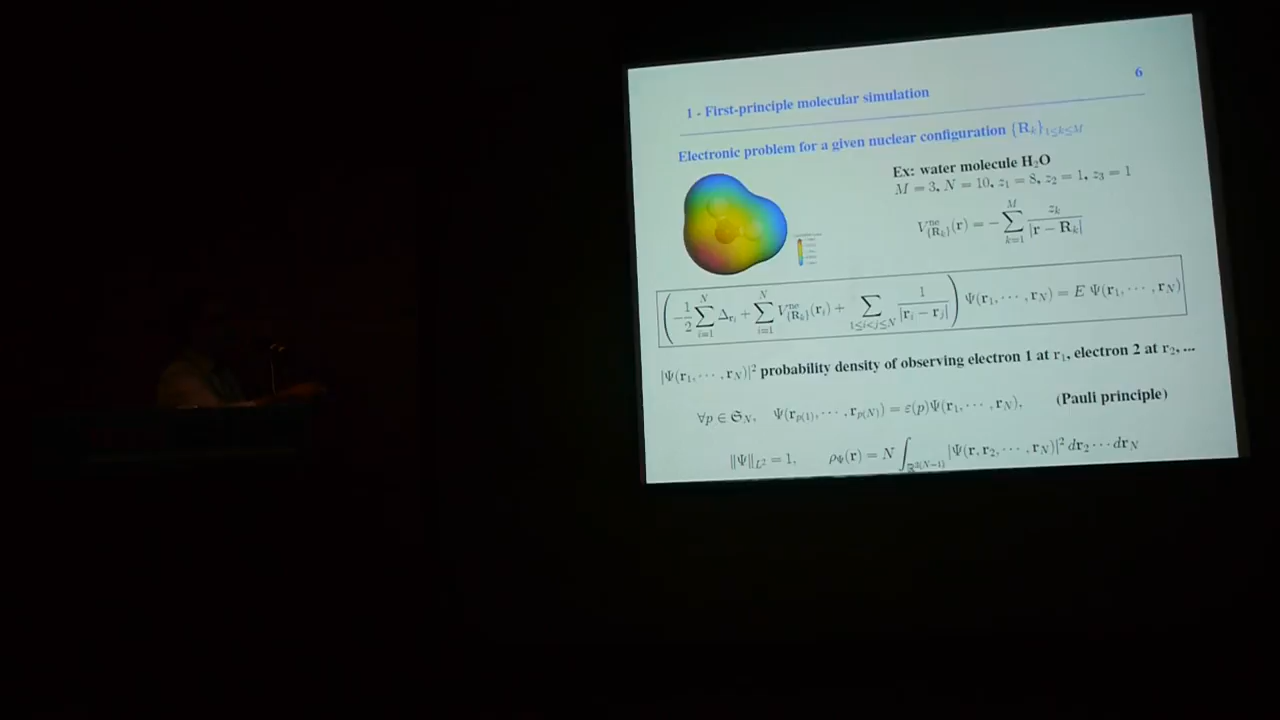 6
1 - First-principle molecular simulation
Electronic problem for a given nuclear configuration {R_k}_{1≤k≤M}
Ex: water molecule H₂O
M = 3, N = 10, z₁ = 8, z₂ = 1, z₃ = 1
V^{ne}_{{R_k}}(r) = −∑_{k=1}^{M} z_k / |r − R_k|
(−1/2 ∑_{i=1}^{N} Δ_{r_i} + ∑_{i=1}^{N} V^{ne}_{{R_k}}(r_i) + ∑_{1≤i<j≤N} 1 / |r_i − r_j|) Ψ(r₁, ⋯ , r_N) = E Ψ(r₁, ⋯ , r_N)
|Ψ(r₁, ⋯ , r_N)|² probability density of observing electron 1 at r₁, electron 2 at r₂, ...
∀p ∈ 𝔖_N, Ψ(r_{p(1)}, ⋯ , r_{p(N)}) = ε(p)Ψ(r₁, ⋯ , r_N), (Pauli principle)
‖Ψ‖_{L²} = 1, ρ_Ψ(r) = N ∫_{ℝ^{3(N−1)}} |Ψ(r, r₂, ⋯ , r_N)|² dr₂ ⋯ dr_N